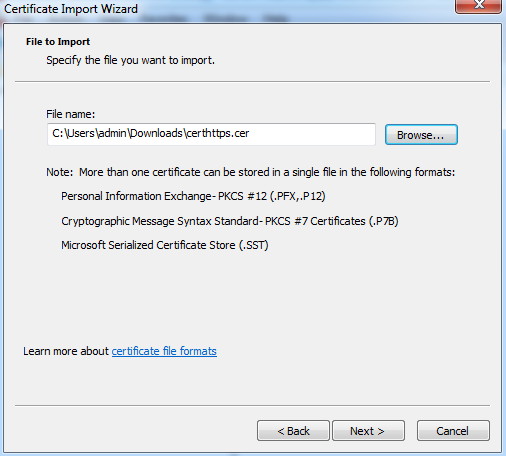 Certificate Import Wizard
File to Import
Specify the file you want to import.
File name:
C:\Users\admin\Downloads\certhttps.cer
Browse...
Note: More than one certificate can be stored in a single file in the following formats:
Personal Information Exchange- PKCS #12 (.PFX,.P12)
Cryptographic Message Syntax Standard- PKCS #7 Certificates (.P7B)
Microsoft Serialized Certificate Store (.SST)
Learn more about certificate file formats
< Back
Next >
Cancel